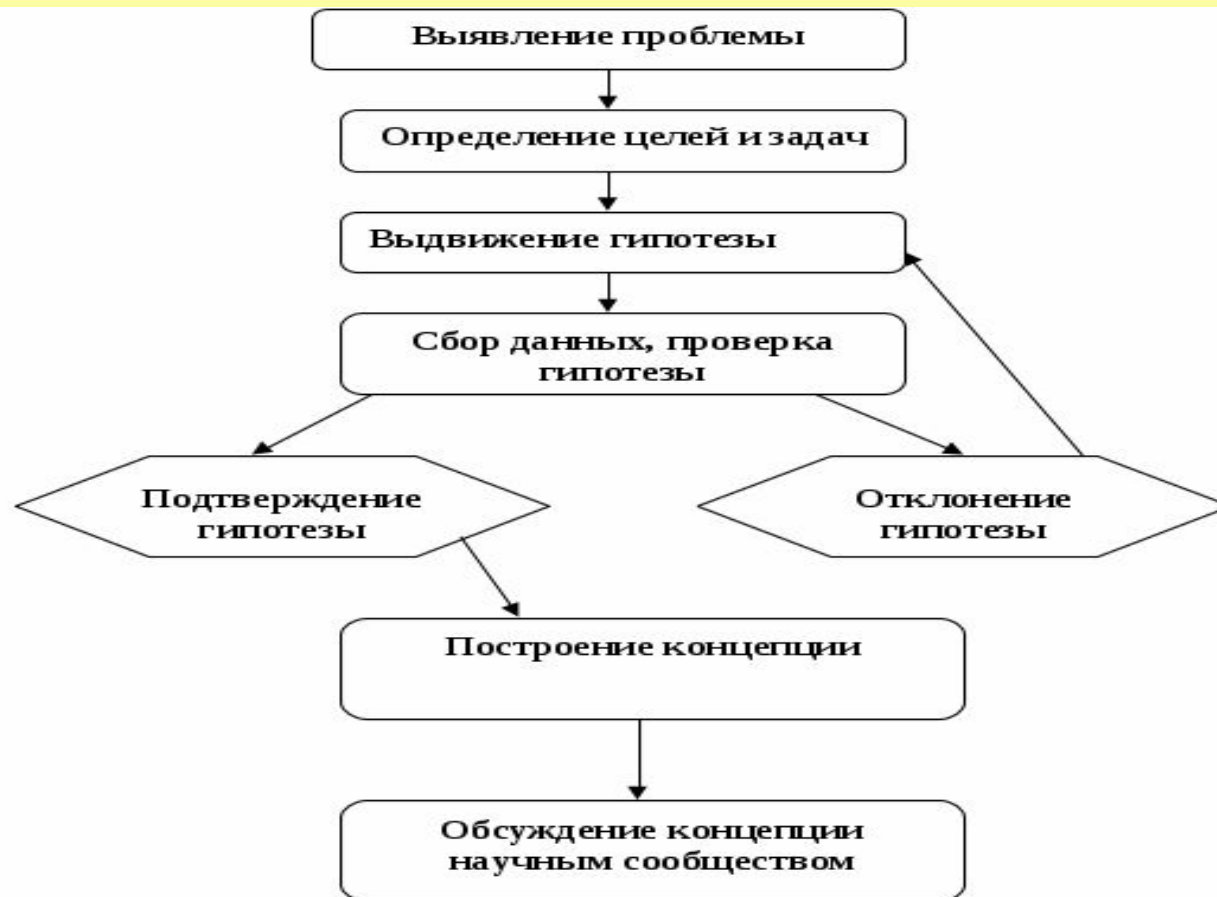 Выявление проблемы
Определение целей и задач
Выдвижение гипотезы
Сбор данных, проверка
гипотезы
Подтверждение
гипотезы
Отклонение
гипотезы
Построение концепции
Обсуждение концепции
научным сообществом